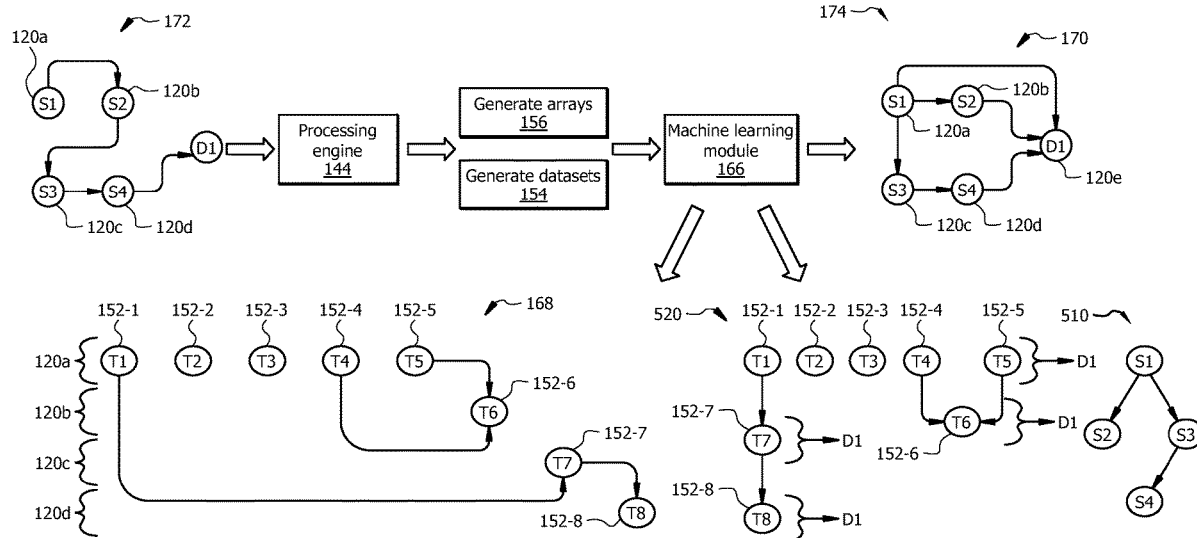 172
120a
S1
S2
120b
S3
S4
D1
120c
120d
Processing
engine
144
Generate arrays
156
Generate datasets
154
Machine learning
module
166
174
170
S1
S2
120b
120a
D1
120e
S3
S4
120c
120d
168
152-1
152-2
152-3
152-4
152-5
120a
T1
T2
T3
T4
T5
120b
T6
152-6
120c
T7
152-7
120d
T8
152-8
520
152-1
152-2
152-3
152-4
152-5
T1
T2
T3
T4
T5
D1
152-7
T7
D1
T6
152-6
D1
152-8
T8
D1
510
S1
S2
S3
S4